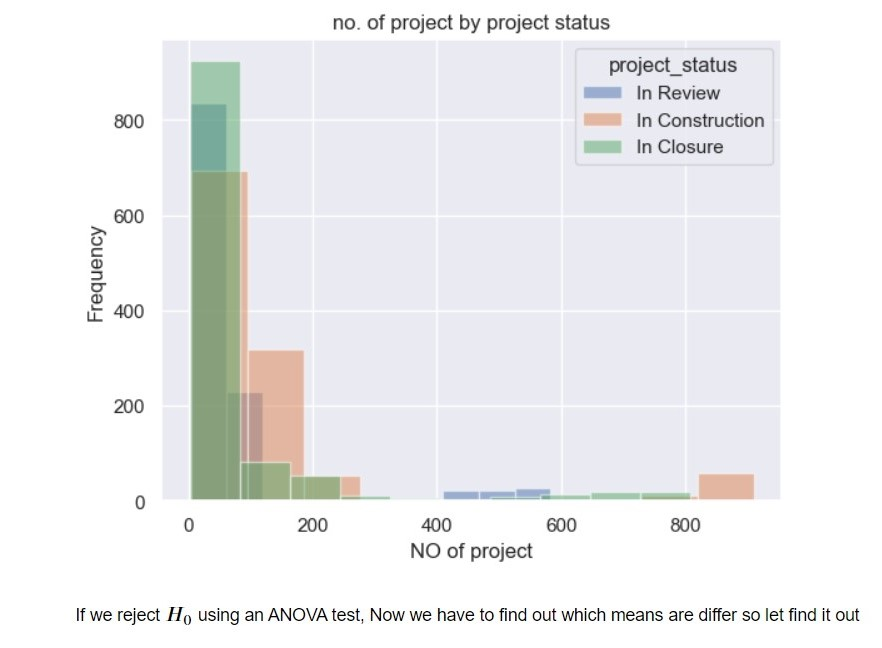 no. of project by project status
project_status
In Review
In Construction
In Closure
Frequency
800
600
400
200
0
0 200 400 600 800
NO of project
If we reject H₀ using an ANOVA test, Now we have to find out which means are differ so let find it out